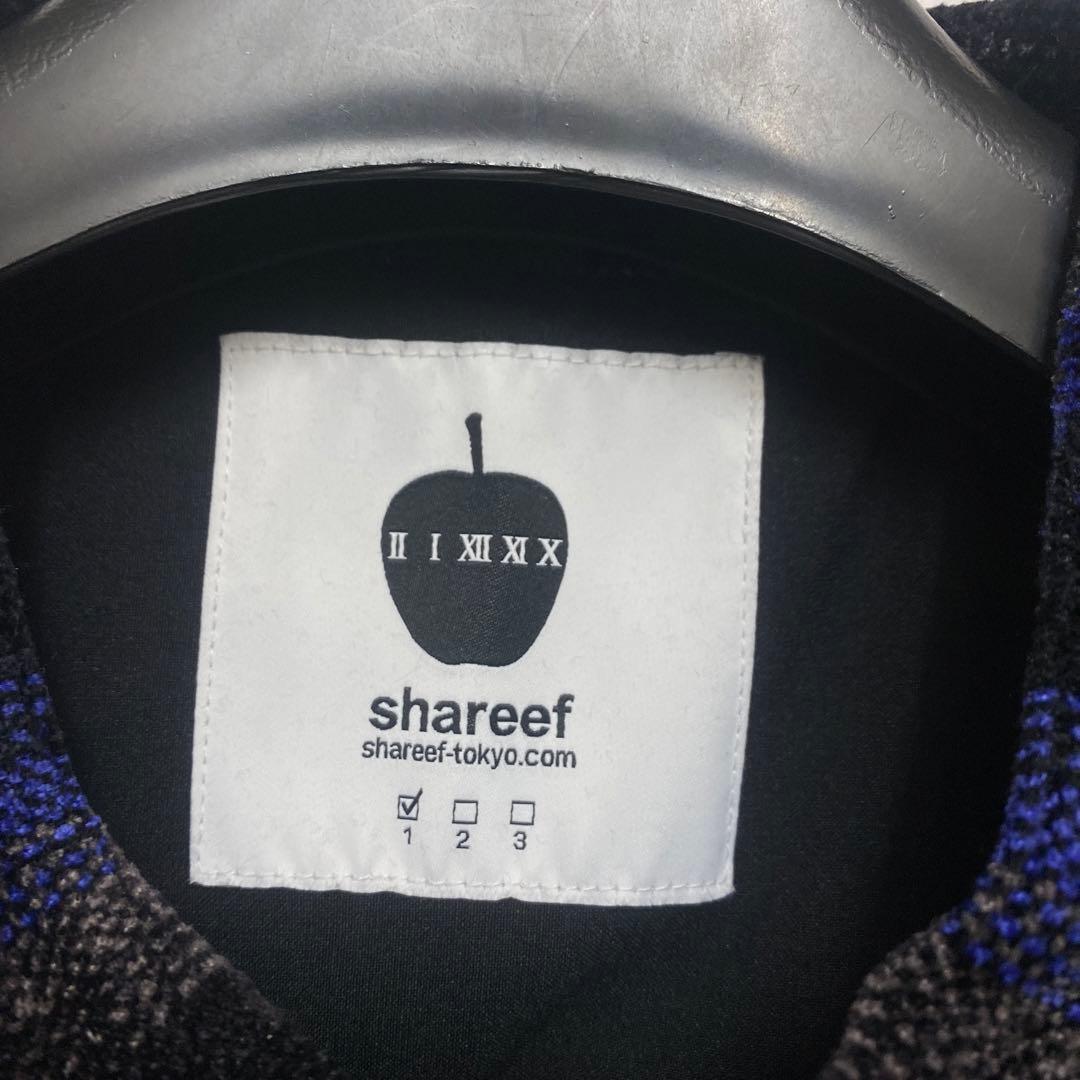 Ⅱ Ⅰ Ⅻ Ⅺ Ⅹ
shareef
shareef-tokyo.com
☑ ☐ ☐
1 2 3